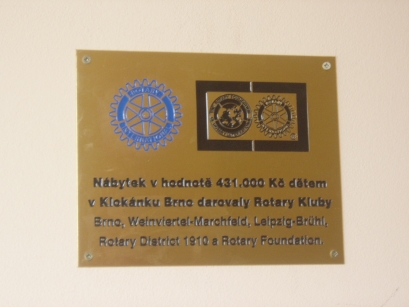 Nábytek v hodnotě 431.000 Kč dětem
v Klokánku Brno darovaly Rotary Kluby
Brno, Weinviertel-Marchfeld, Leipzig-Brühl,
Rotary District 1910 a Rotary Foundation.